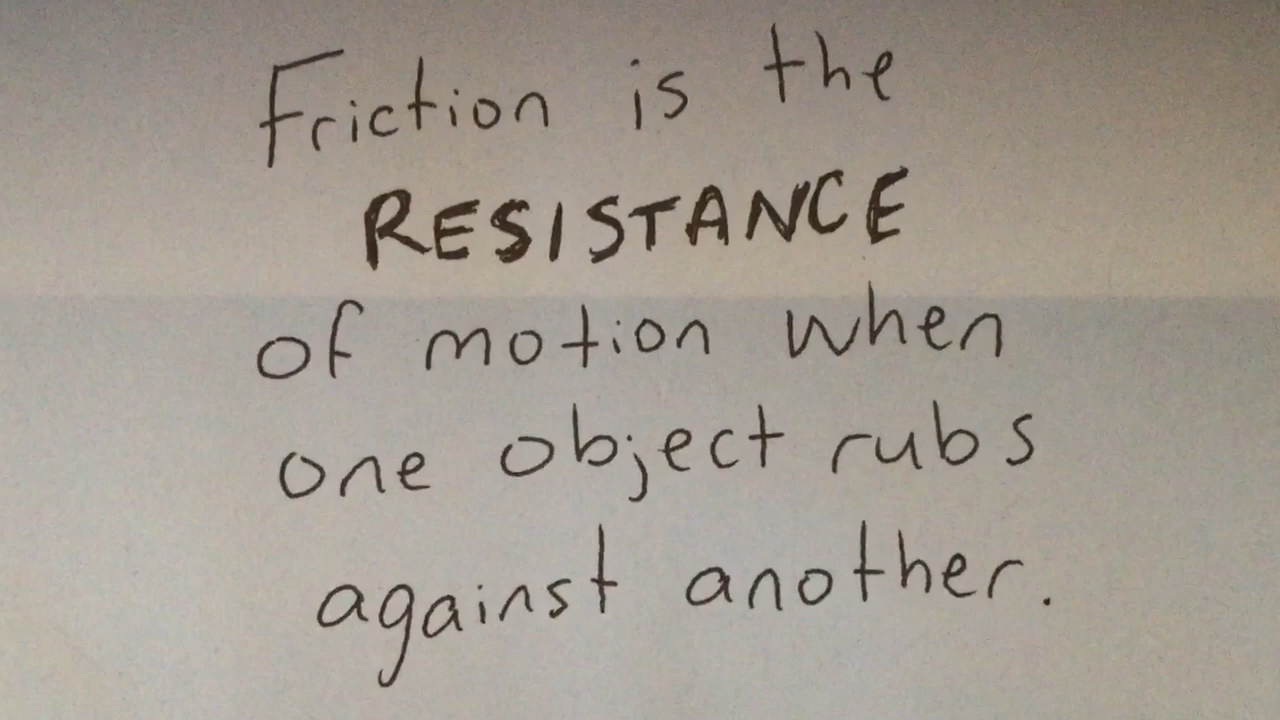 Friction is the
RESISTANCE
of motion when
one object rubs
against another.